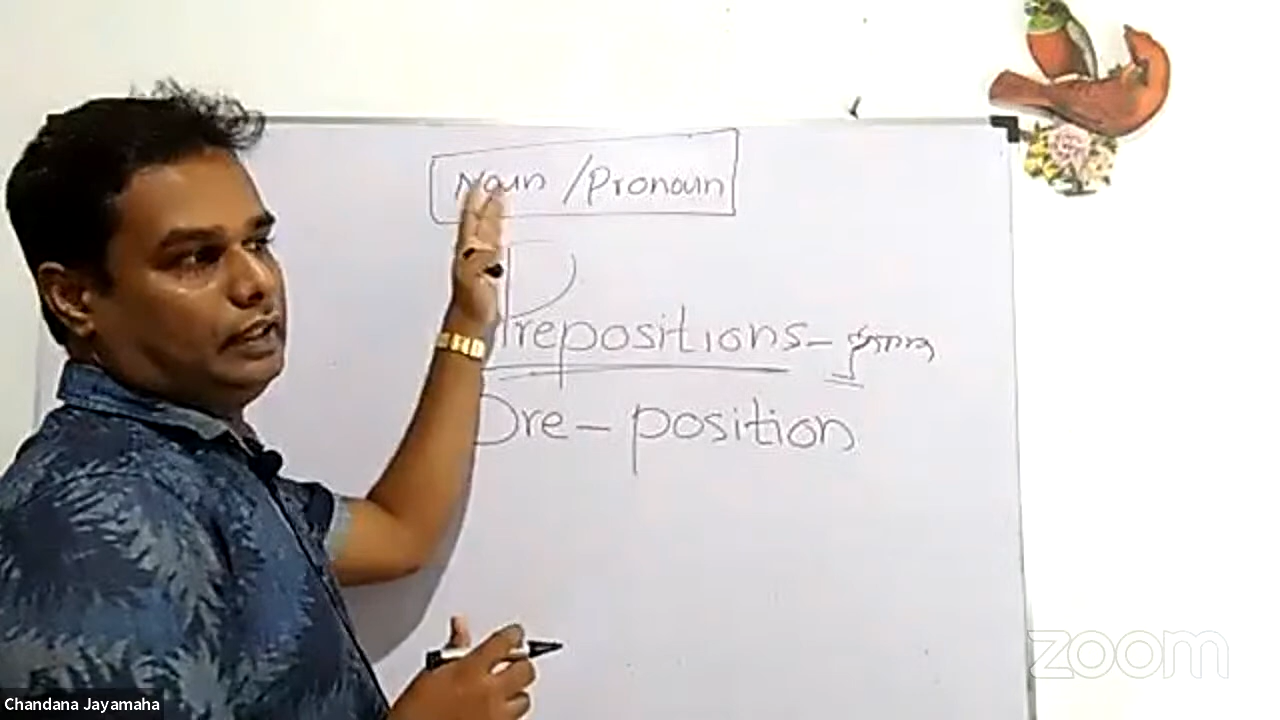 Noun / Pronoun
Prepositions –
Pre - position
zoom
Chandana Jayamaha